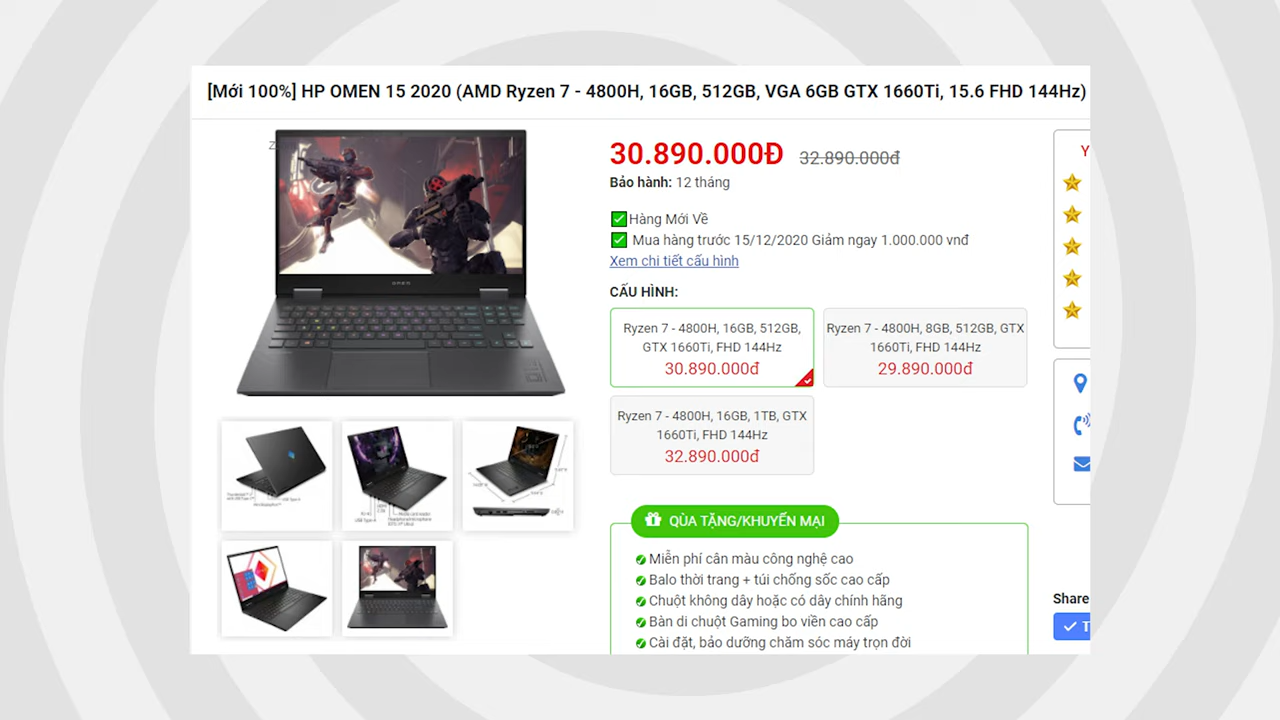 [Mới 100%] HP OMEN 15 2020 (AMD Ryzen 7 - 4800H, 16GB, 512GB, VGA 6GB GTX 1660Ti, 15.6 FHD 144Hz)
Z
OMEN
30.890.000Đ 32.890.000đ
Bảo hành: 12 tháng
Hàng Mới Về
Mua hàng trước 15/12/2020 Giảm ngay 1.000.000 vnđ
Xem chi tiết cấu hình
CẤU HÌNH:
Ryzen 7 - 4800H, 16GB, 512GB,
GTX 1660Ti, FHD 144Hz
30.890.000đ
Ryzen 7 - 4800H, 8GB, 512GB, GTX
1660Ti, FHD 144Hz
29.890.000đ
Ryzen 7 - 4800H, 16GB, 1TB, GTX
1660Ti, FHD 144Hz
32.890.000đ
QÙA TẶNG/KHUYẾN MẠI
Miễn phí cân màu công nghệ cao
Balo thời trang + túi chống sốc cao cấp
Chuột không dây hoặc có dây chính hãng
Bàn di chuột Gaming bo viền cao cấp
Cài đặt, bảo dưỡng chăm sóc máy trọn đời
Y
Share
T